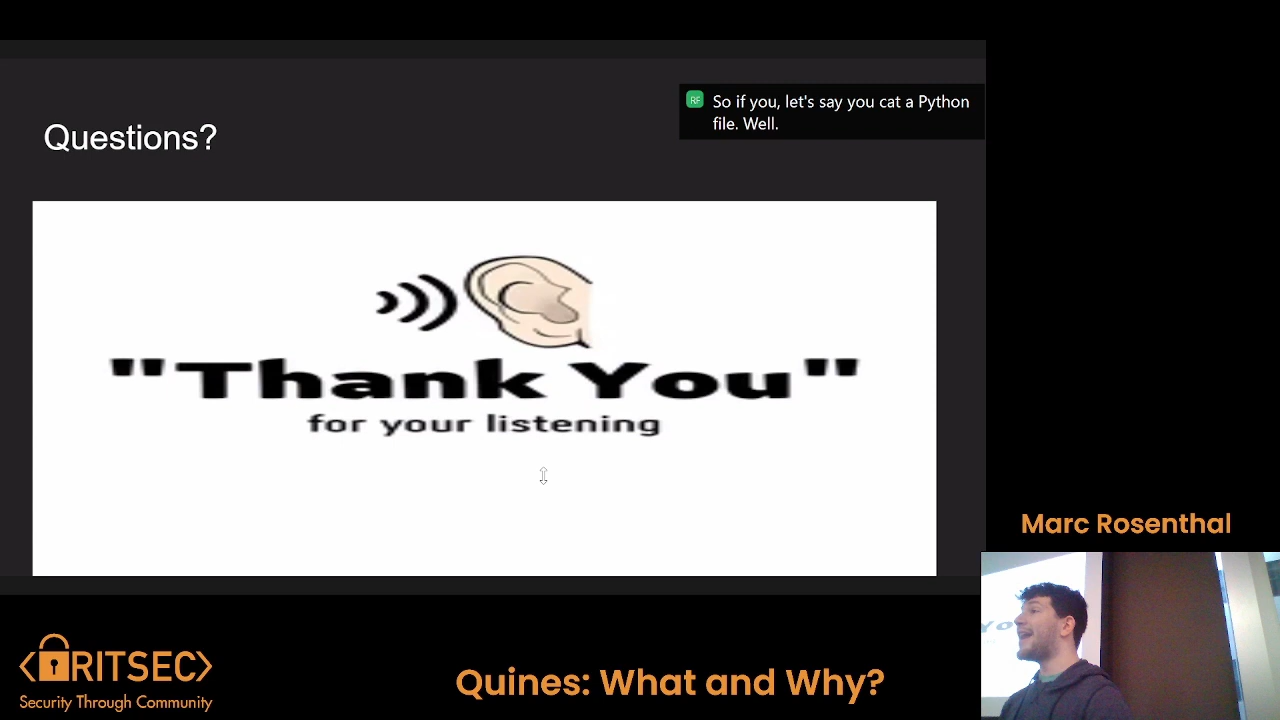 Questions?
RF
So if you, let's say you cat a Python
file. Well.
"Thank You"
for your listening
Marc Rosenthal
<RITSEC>
Security Through Community
Quines: What and Why?